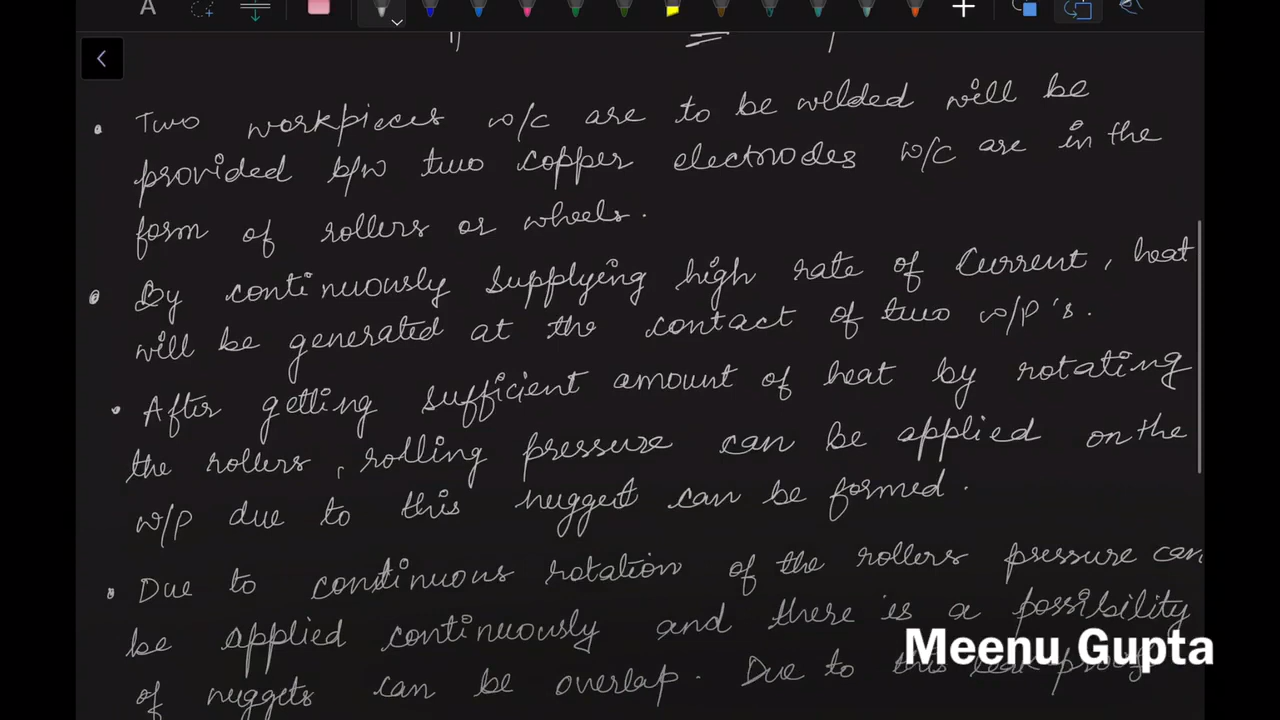 Two workpieces w/c are to be welded will be
provided b/w two copper electrodes w/c are in the
form of rollers or wheels.
By continuously supplying high rate of Current, heat
will be generated at the contact of two w/p's.
After getting sufficient amount of heat by rotating
the rollers, rolling pressure can be applied on the
w/p due to this nugget can be formed.
Due to continuous rotation of the rollers pressure can
be applied continuously and there is a possibility
of nuggets can be overlap. Due to this leak proof
Meenu Gupta